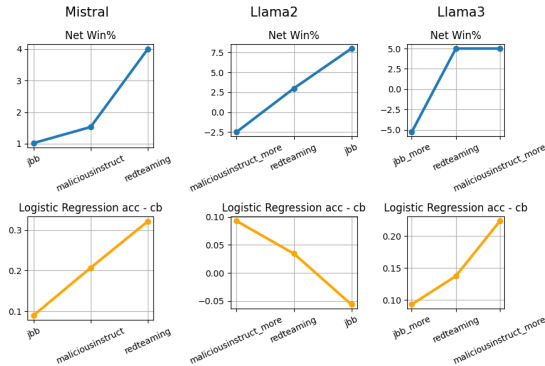 Mistral
Llama2
Llama3
Net Win%
4
3
2
1
jbb
maliciousinstruct
redteaming
Net Win%
7.5
5.0
2.5
0.0
−2.5
maliciousinstruct_more
redteaming
jbb
Net Win%
5.0
2.5
0.0
−2.5
−5.0
jbb_more
redteaming
maliciousinstruct_more
Logistic Regression acc - cb
0.3
0.2
0.1
jbb
maliciousinstruct
redteaming
Logistic Regression acc - cb
0.10
0.05
0.00
−0.05
maliciousinstruct_more
redteaming
jbb
Logistic Regression acc - cb
0.20
0.15
0.10
jbb_more
redteaming
maliciousinstruct_more